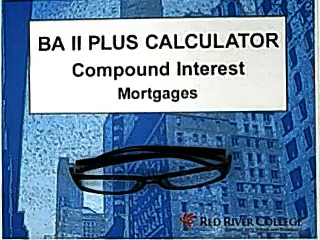 BA II PLUS CALCULATOR
Compound Interest
Mortgages
RED RIVER COLLEGE